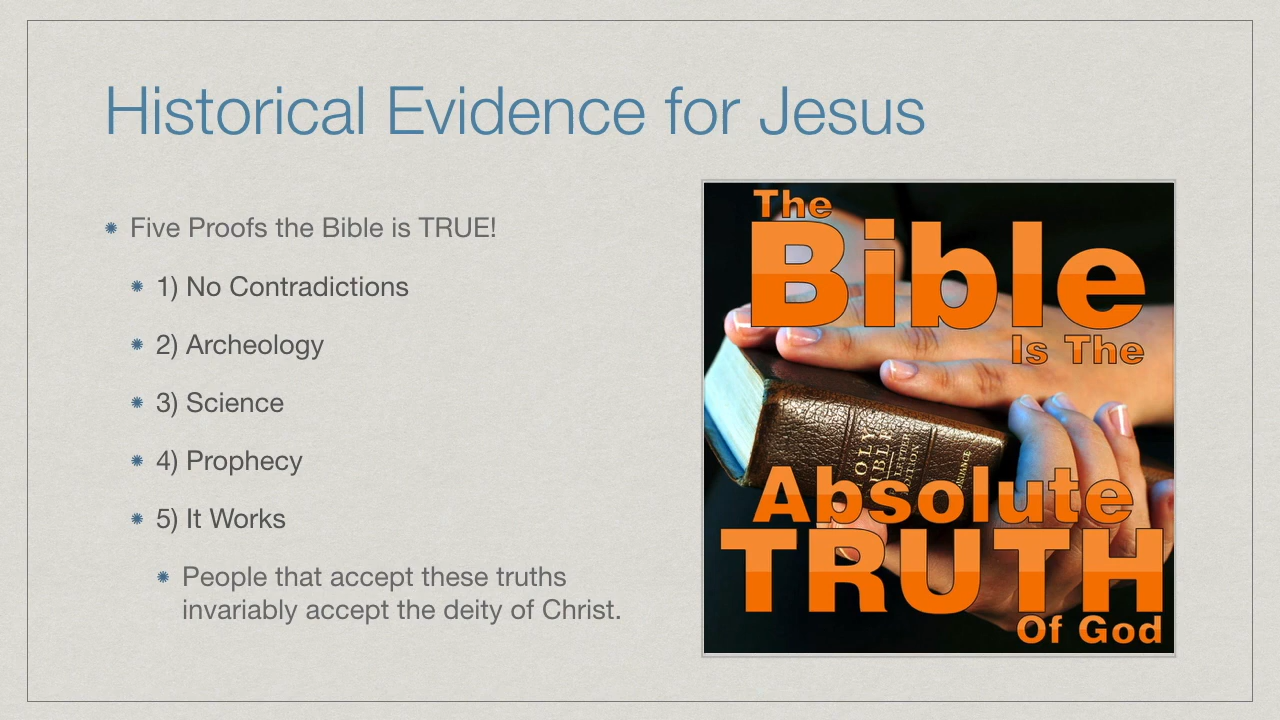 Historical Evidence for Jesus
Five Proofs the Bible is TRUE!
1) No Contradictions
2) Archeology
3) Science
4) Prophecy
5) It Works
People that accept these truths
invariably accept the deity of Christ.
The
Bible
Is The
HOLY
BIBLE
Absolute
TRUTH
Of God